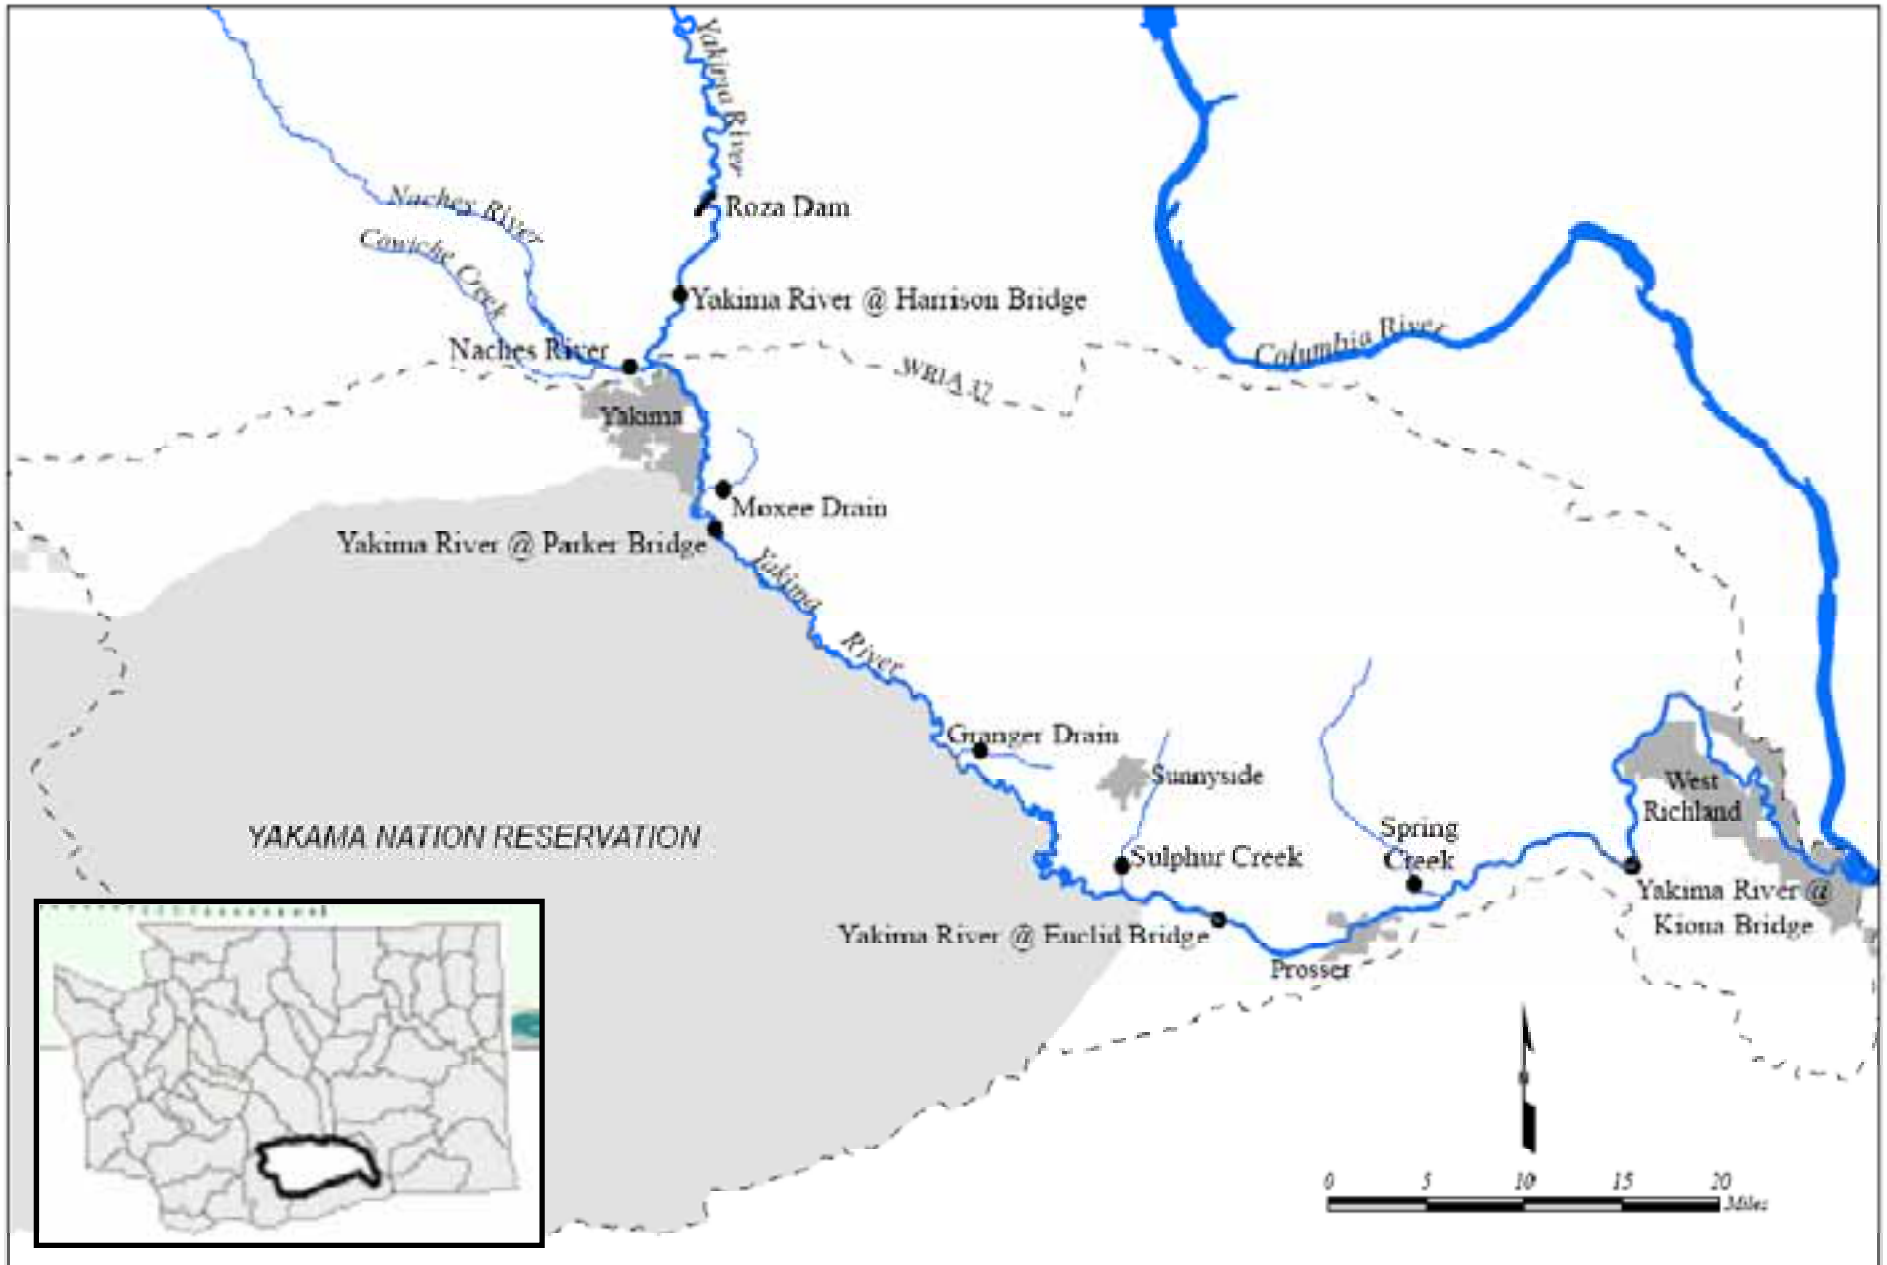 Yakima River
Naches River
Roza Dam
Cowiche Creek
Yakima River @ Harrison Bridge
Columbia River
Naches River
WRIA 37
Yakima
Moxee Drain
Yakima River @ Parker Bridge
Yakima River
Granger Drain
Sunnyside
West
Richland
YAKAMA NATION RESERVATION
Spring
Creek
Sulphur Creek
Yakima River @
Kiona Bridge
Yakima River @ Euclid Bridge
Prosser
0 5 10 15 20
Miles